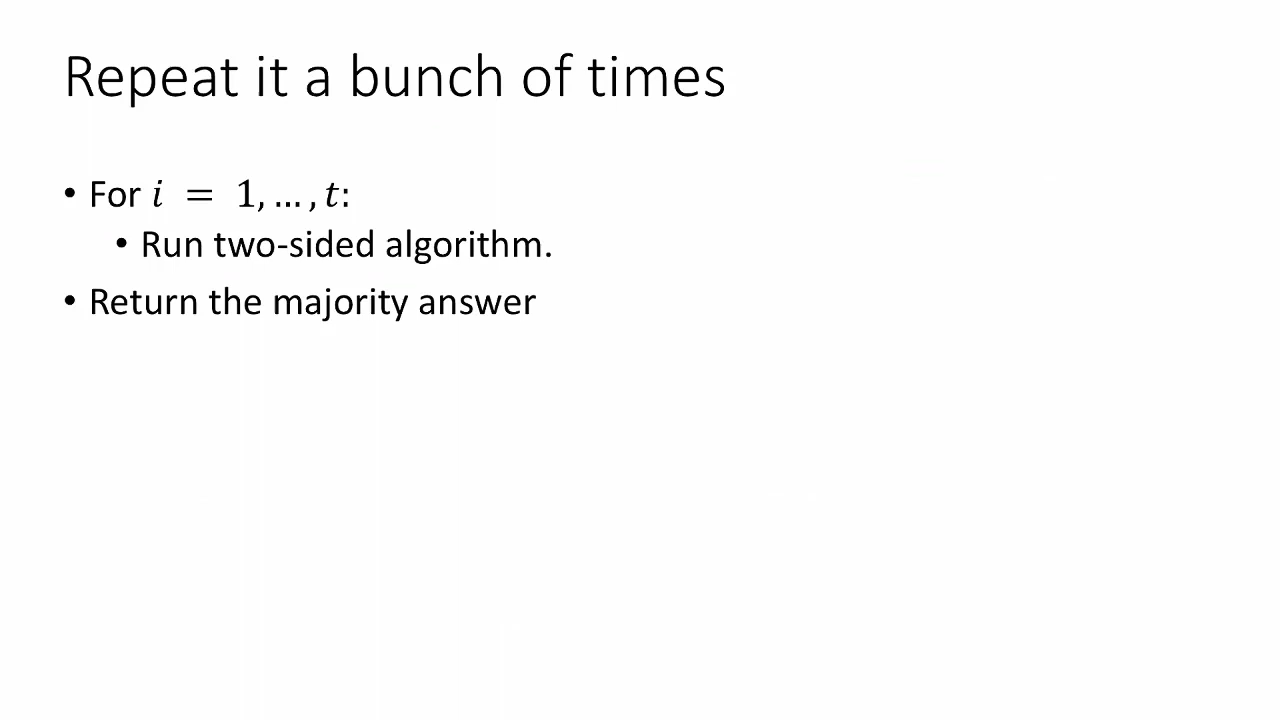 Repeat it a bunch of times
• For i = 1, … , t:
• Run two-sided algorithm.
• Return the majority answer